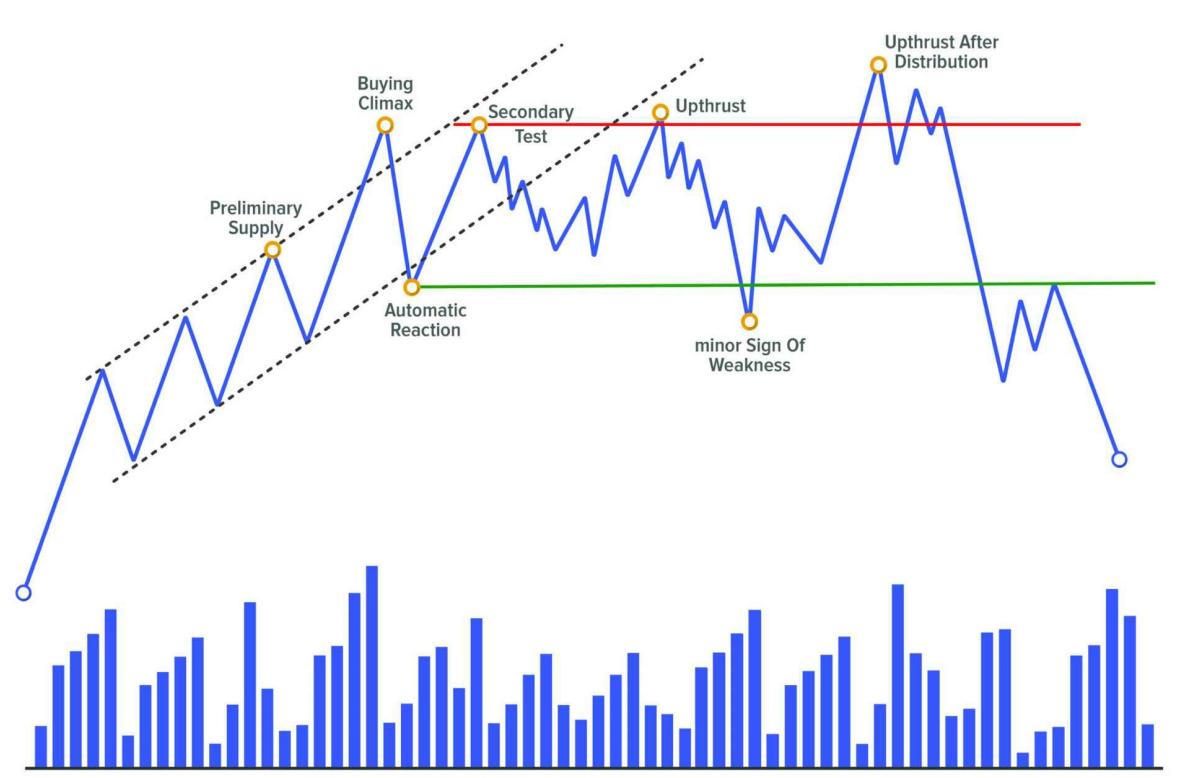 Upthrust After
Distribution
Buying
Climax
Secondary
Test
Upthrust
Preliminary
Supply
Automatic
Reaction
minor Sign Of
Weakness